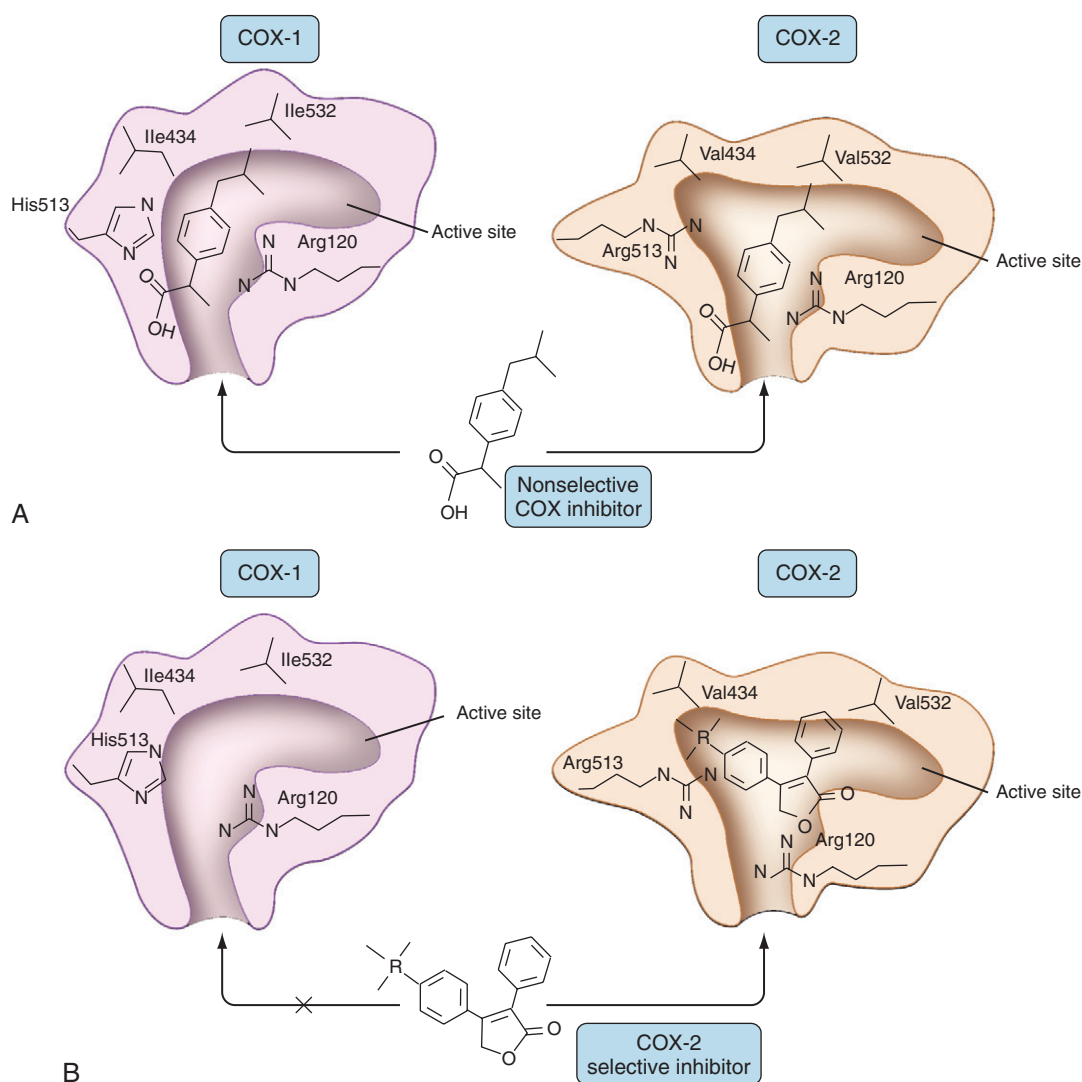 COX-1
COX-2
Ile532
Ile434
His513
N
N
Arg120
N
N
N
O
OH
Active site
Val434
Val532
Arg513
N
N
N
Arg120
N
N
N
O
OH
Active site
O
OH
Nonselective
COX inhibitor
A
COX-1
COX-2
Ile532
Ile434
His513
N
N
Arg120
N
N
N
Active site
Val434
Val532
Arg513
R
N
N
N
O
O
Arg120
N
N
N
Active site
R
O
O
COX-2
selective inhibitor
B